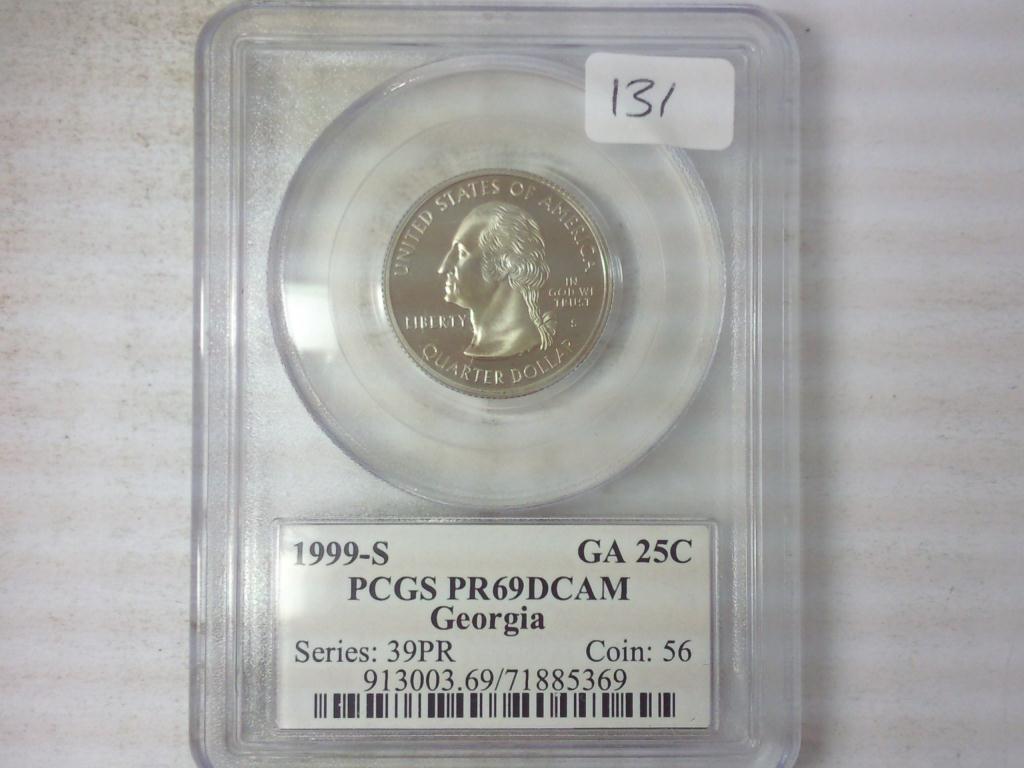 131
UNITED STATES OF AMERICA
IN
GOD WE
TRUST
LIBERTY
S
QUARTER DOLLAR
1999-S GA 25C
PCGS PR69DCAM
Georgia
Series: 39PR Coin: 56
913003.69/71885369